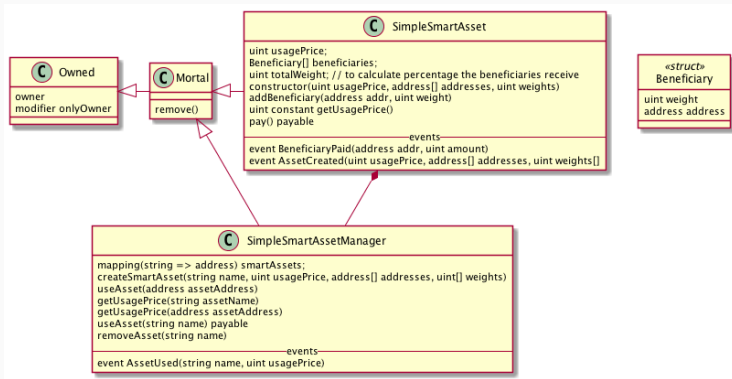 C SimpleSmartAsset
uint usagePrice;
Beneficiary[] beneficiaries;
uint totalWeight; // to calculate percentage the beneficiaries receive
constructor(uint usagePrice, address[] addresses, uint weights)
addBeneficiary(address addr, uint weight)
uint constant getUsagePrice()
pay() payable
events
event BeneficiaryPaid(address addr, uint amount)
event AssetCreated(uint usagePrice, address[] addresses, uint weights[]
C Owned
owner
modifier onlyOwner
C Mortal
remove()
«struct»
Beneficiary
uint weight
address address
C SimpleSmartAssetManager
mapping(string => address) smartAssets;
createSmartAsset(string name, uint usagePrice, address[] addresses, uint[] weights)
useAsset(address assetAddress)
getUsagePrice(string assetName)
getUsagePrice(address assetAddress)
useAsset(string name) payable
removeAsset(string name)
events
event AssetUsed(string name, uint usagePrice)